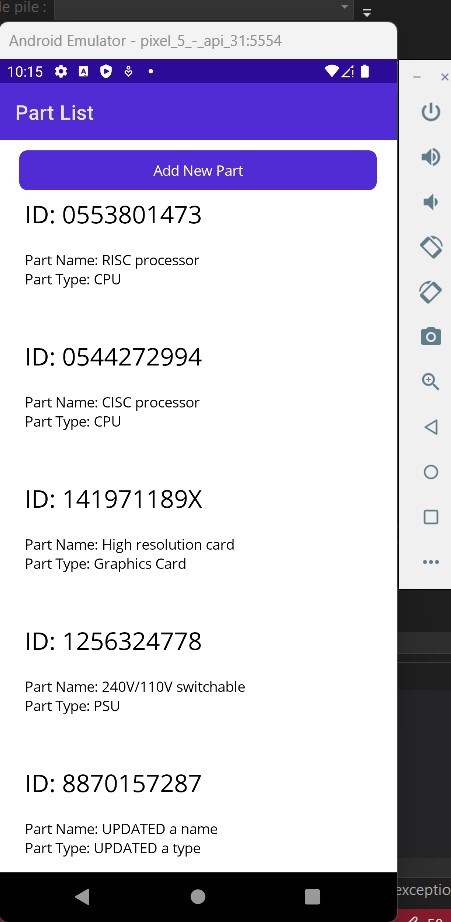 le pile :
Android Emulator - pixel_5_-_api_31:5554
10:15
Part List
Add New Part
ID: 0553801473
Part Name: RISC processor
Part Type: CPU
ID: 0544272994
Part Name: CISC processor
Part Type: CPU
ID: 141971189X
Part Name: High resolution card
Part Type: Graphics Card
ID: 1256324778
Part Name: 240V/110V switchable
Part Type: PSU
ID: 8870157287
Part Name: UPDATED a name
Part Type: UPDATED a type
exceptio